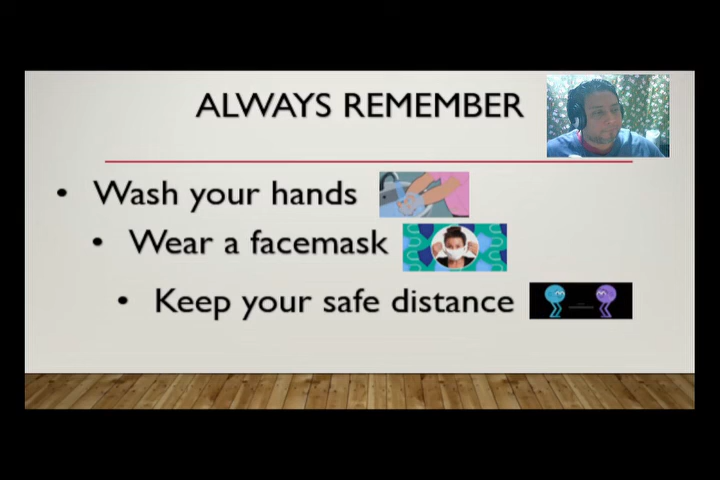 ALWAYS REMEMBER
• Wash your hands
• Wear a facemask
• Keep your safe distance